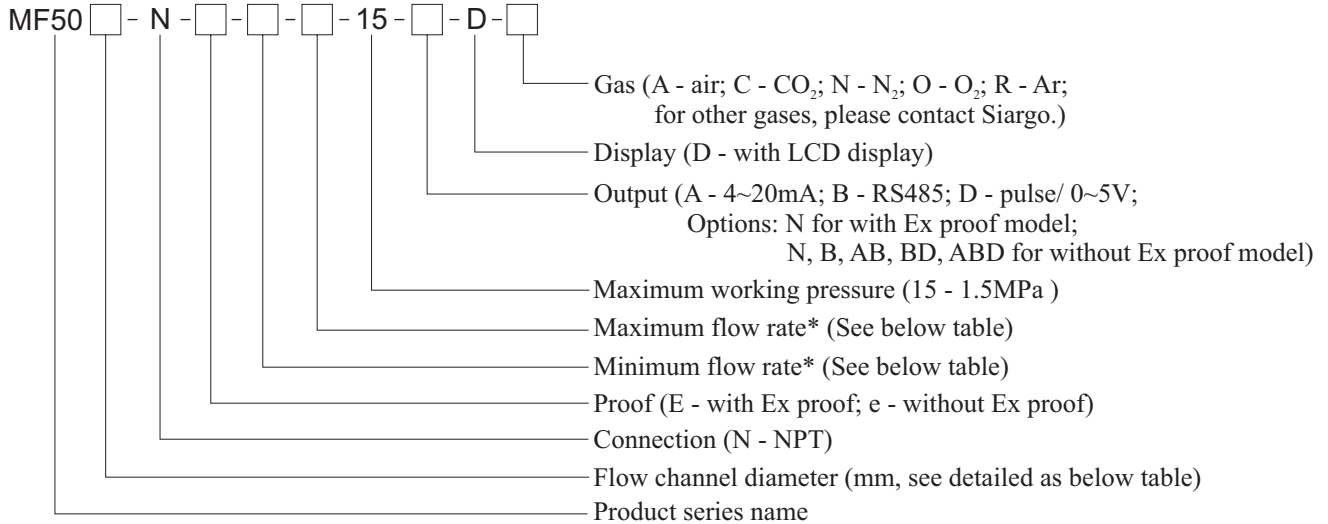 MF50 □ - N - □ - □ - □ - 15 - □ - D - □
Gas (A - air; C - CO₂; N - N₂; O - O₂; R - Ar;
for other gases, please contact Siargo.)
Display (D - with LCD display)
Output (A - 4~20mA; B - RS485; D - pulse/ 0~5V;
Options: N for with Ex proof model;
N, B, AB, BD, ABD for without Ex proof model)
Maximum working pressure (15 - 1.5MPa )
Maximum flow rate* (See below table)
Minimum flow rate* (See below table)
Proof (E - with Ex proof; e - without Ex proof)
Connection (N - NPT)
Flow channel diameter (mm, see detailed as below table)
Product series name